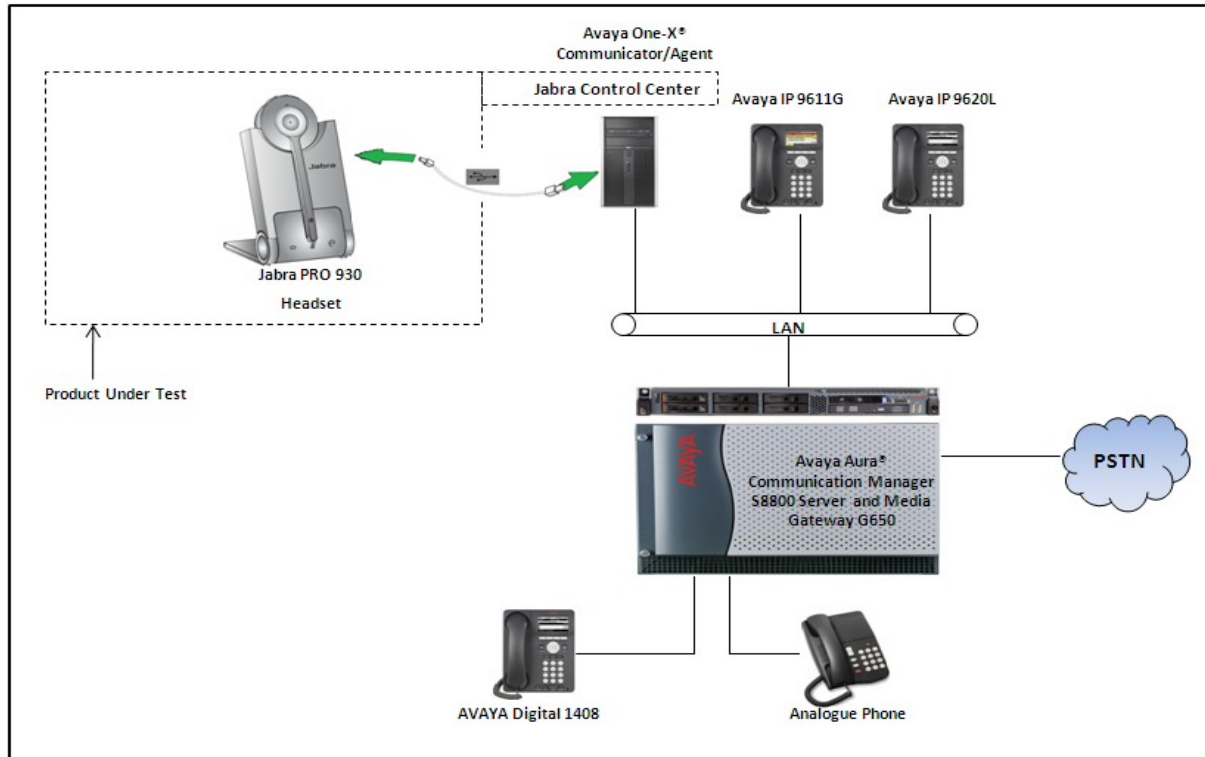 Avaya One-X®
Communicator/Agent
Jabra Control Center
Avaya IP 9611G
Avaya IP 9620L
Jabra
Jabra PRO 930
Headset
LAN
Product Under Test
AVAYA
Avaya Aura®
Communication Manager
S8800 Server and Media
Gateway G650
PSTN
AVAYA Digital 1408
Analogue Phone